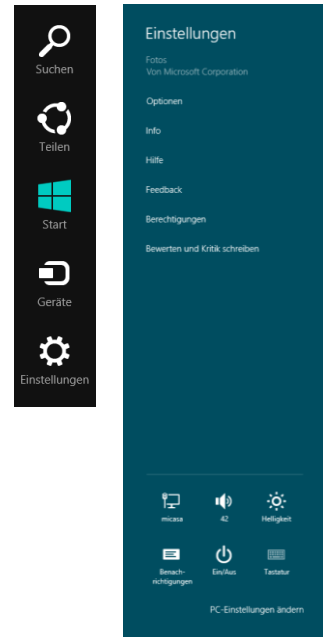 Suchen
Teilen
Start
Geräte
Einstellungen
Einstellungen
Fotos
Von Microsoft Corporation
Optionen
Info
Hilfe
Feedback
Berechtigungen
Bewerten und Kritik schreiben
micasa
42
Helligkeit
Benach-
richtigungen
Ein/Aus
Tastatur
PC-Einstellungen ändern